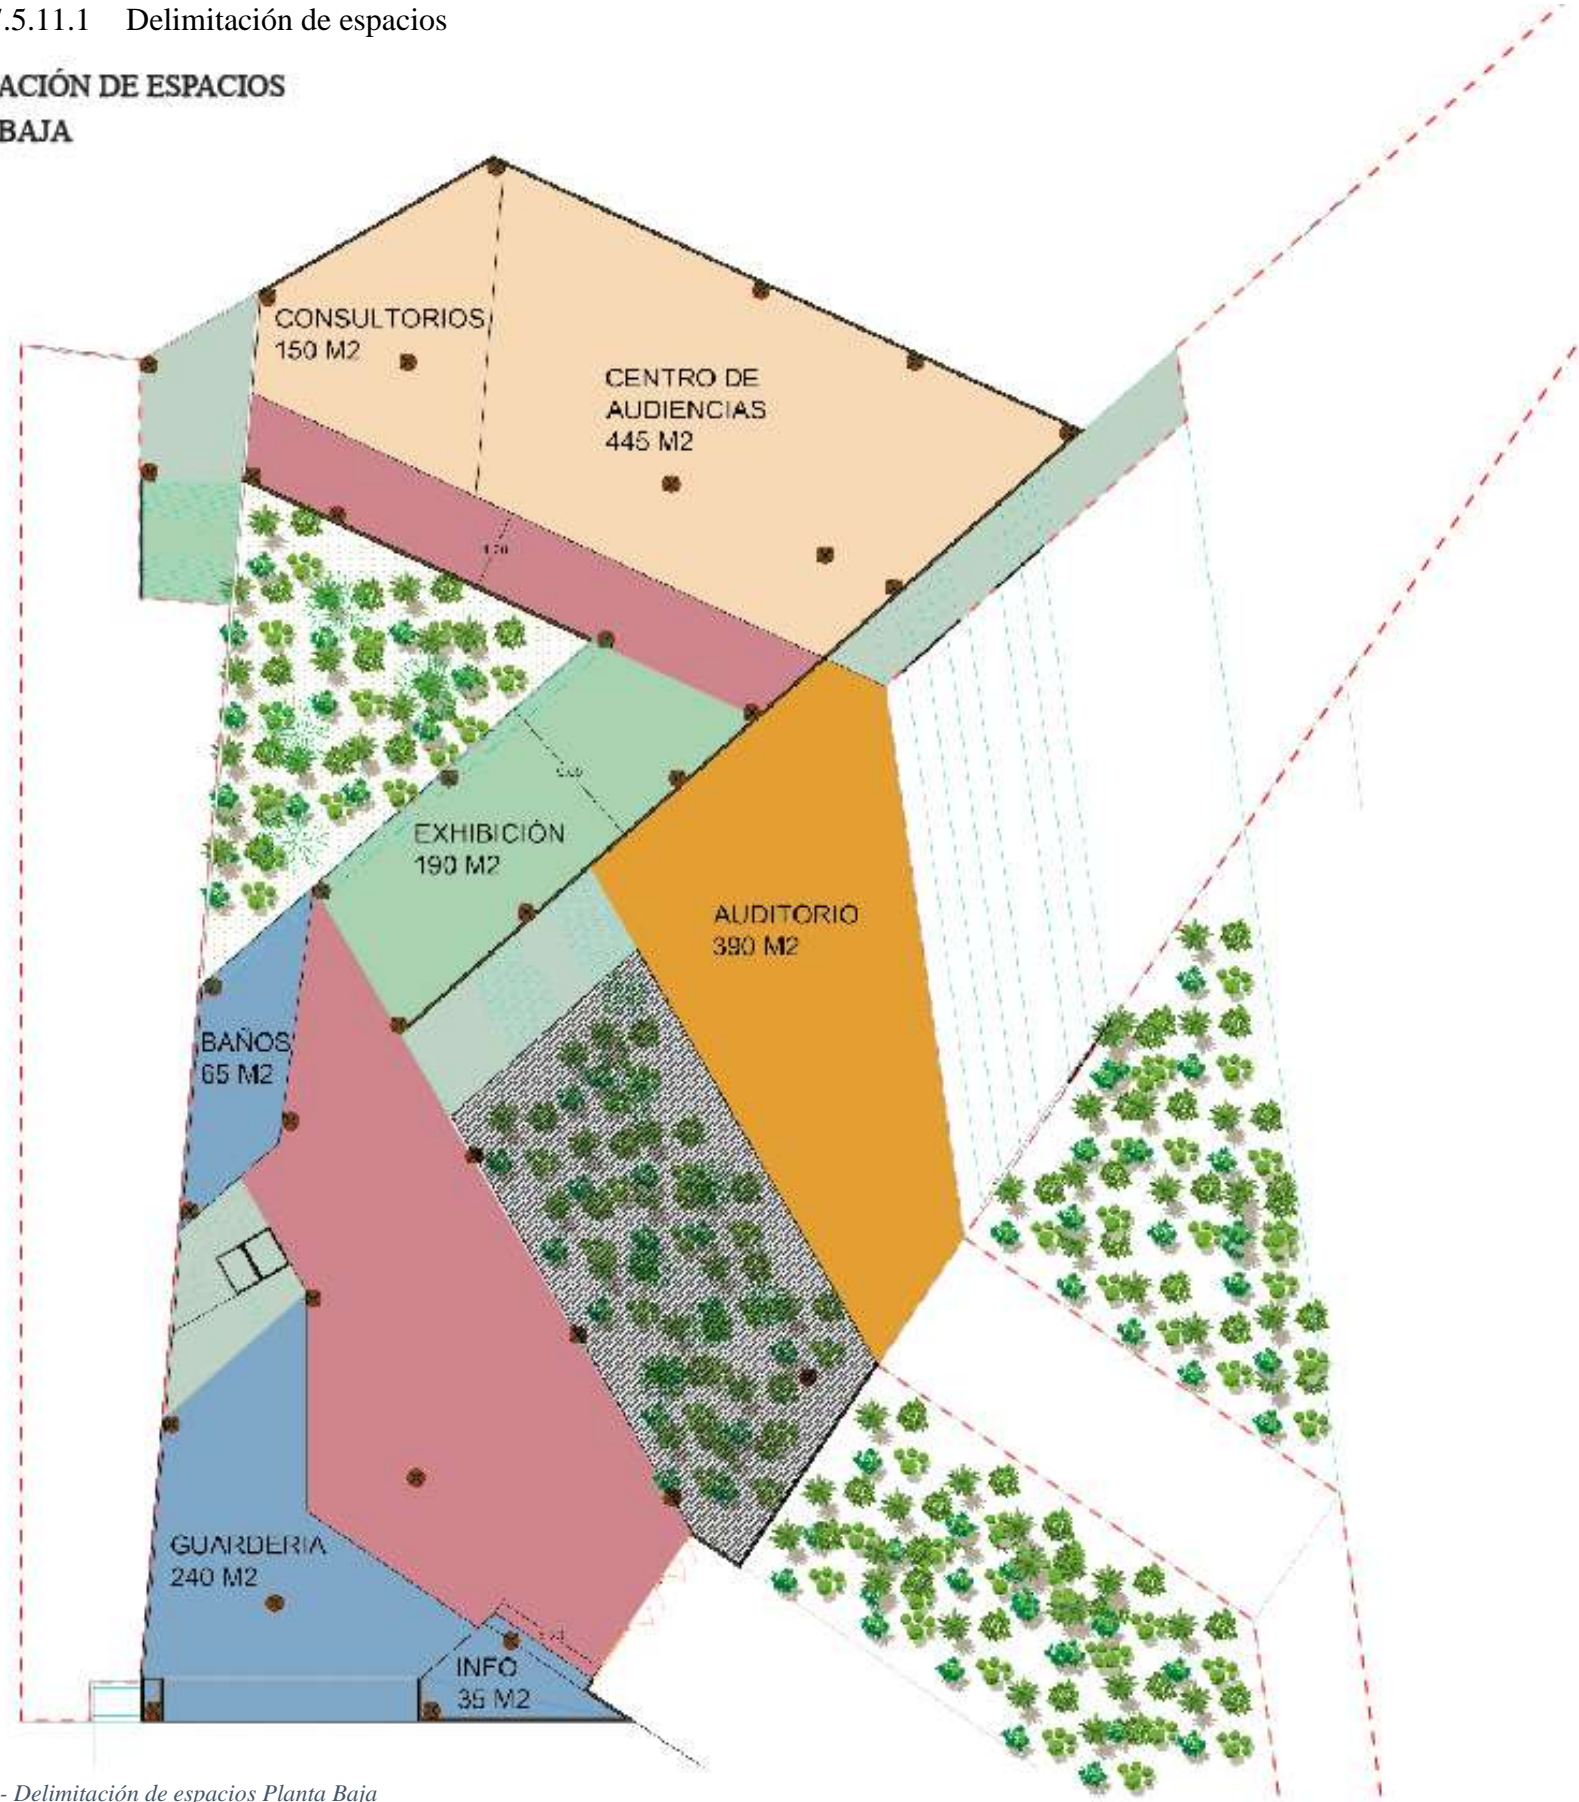 7.5.11.1 Delimitación de espacios
ACIÓN DE ESPACIOS
BAJA
CONSULTORIOS
150 M2
CENTRO DE
AUDIENCIAS
445 M2
EXHIBICIÓN
190 M2
AUDITORIO
390 M2
BAÑOS
65 M2
GUARDERIA
240 M2
INFO
35 M2
- Delimitación de espacios Planta Baja